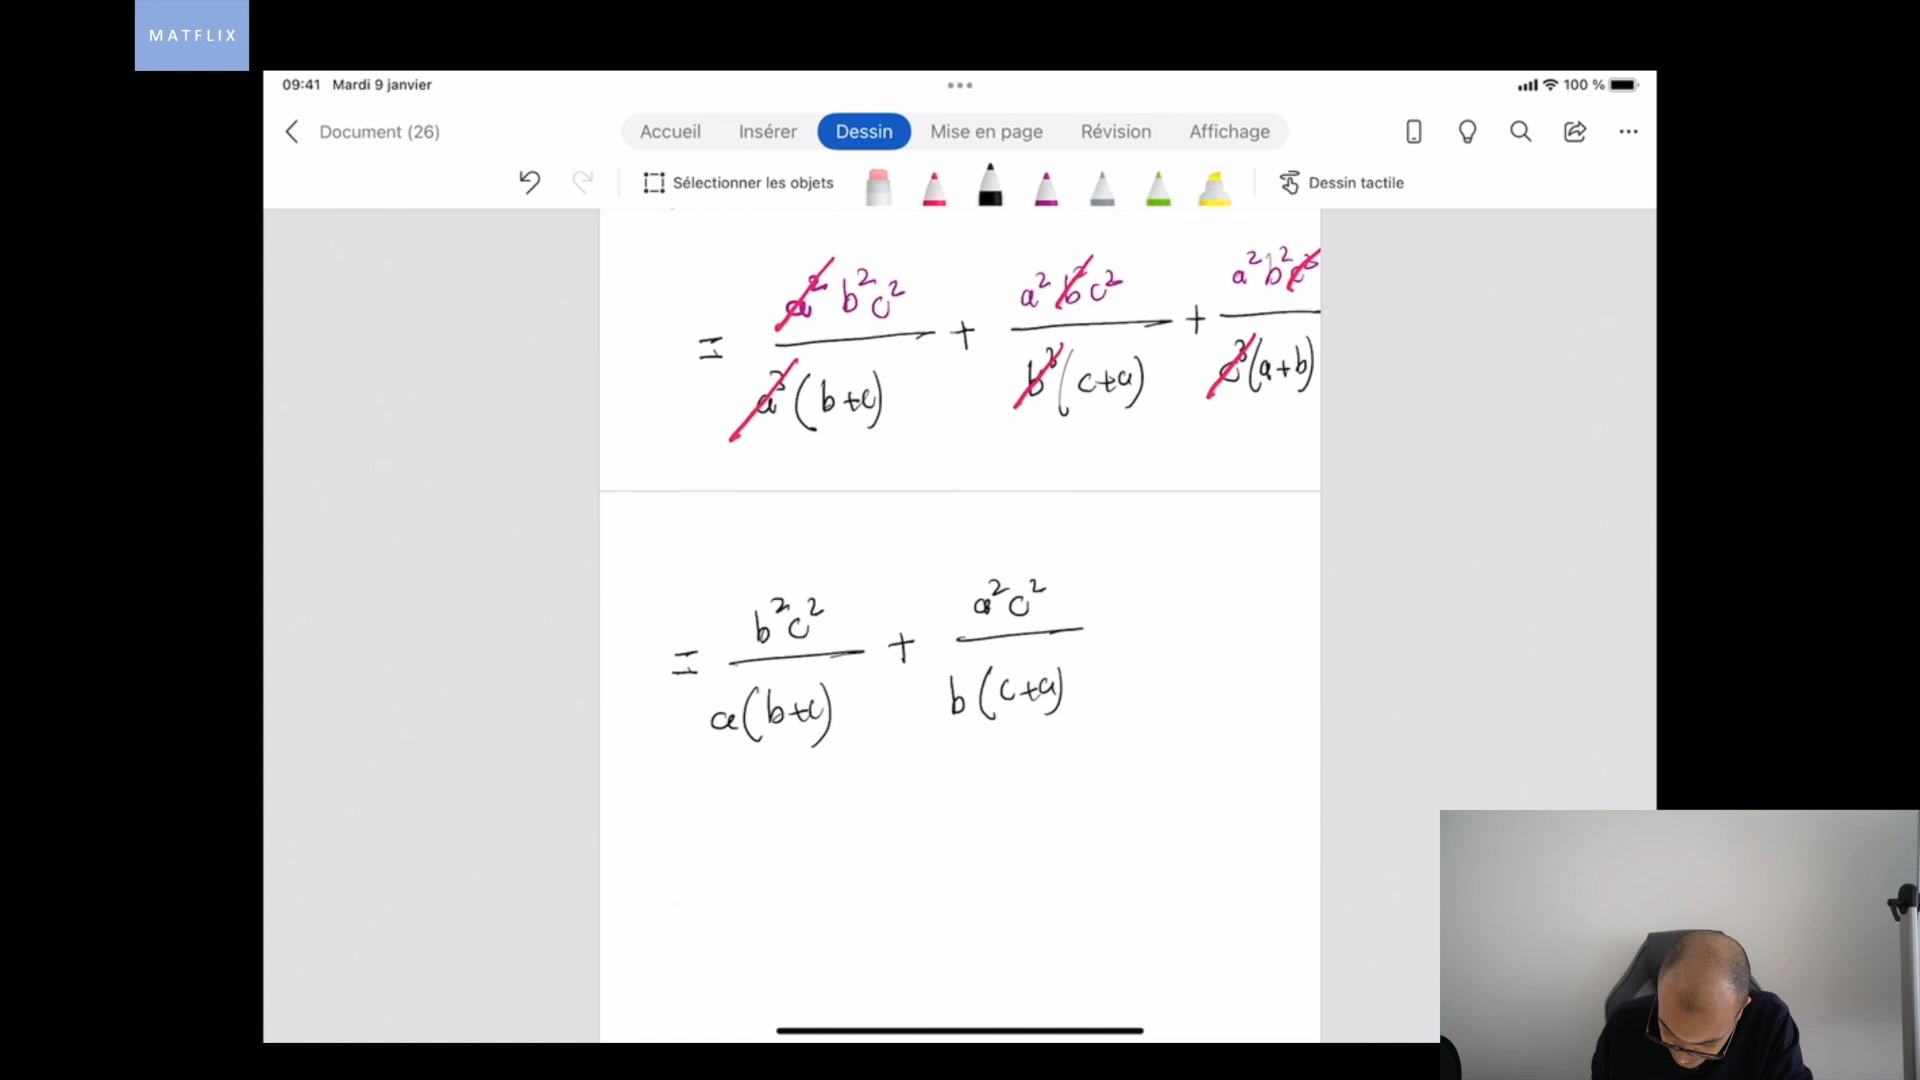 MATFLIX
09:41 Mardi 9 janvier
100 %
Document (26)
Accueil Insérer Dessin Mise en page Révision Affichage
Sélectionner les objets
Dessin tactile
= a²b²c² / a³(b+c) + a²b²c² / b³(c+a) + a²b²c² / c³(a+b)
= b²c² / a(b+c) + a²c² / b(c+a)